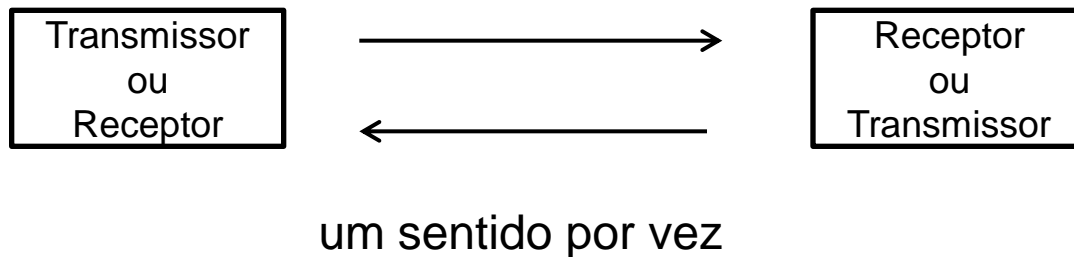 Transmissor
ou
Receptor
Receptor
ou
Transmissor
um sentido por vez